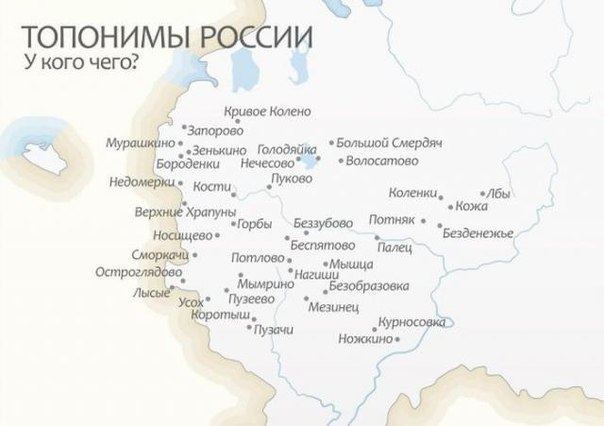 ТОПОНИМЫ РОССИИ
У кого чего?
Кривое Колено
Запорово
Мурашкино
Зенькино
Бороденки
Голодяйка
Нечесово
Большой Смердяч
Волосатово
Недомерки
Кости
Пуково
Коленки
Лбы
Кожа
Верхние Храпуны
Горбы
Беззубово
Потняк
Безденежье
Носищево
Беспятово
Палец
Сморкачи
Потлово
Мышца
Остроглядово
Нагиши
Лысые
Мымрино
Безобразовка
Усох
Пузеево
Мезинец
Коротыш
Пузачи
Курносовка
Ножкино